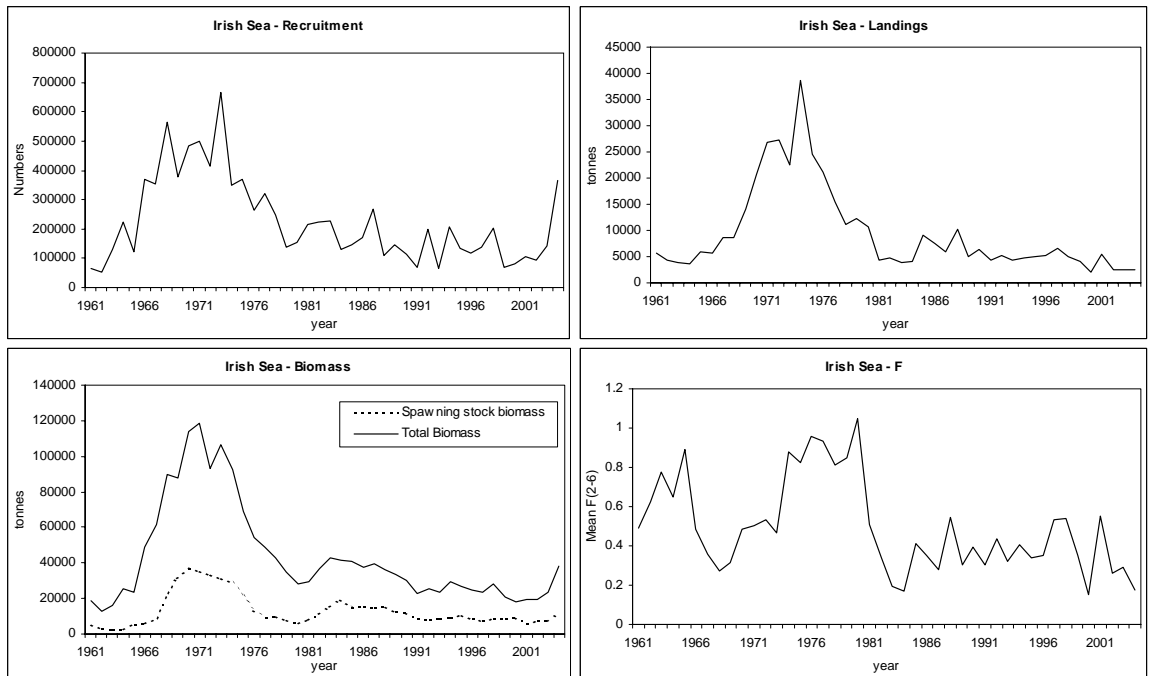 Irish Sea - Recruitment
800000
700000
600000
500000
400000
300000
200000
100000
0
Numbers
1961 1966 1971 1976 1981 1986 1991 1996 2001
year
Irish Sea - Landings
45000
40000
35000
30000
25000
20000
15000
10000
5000
0
tonnes
1961 1966 1971 1976 1981 1986 1991 1996 2001
year
Irish Sea - Biomass
140000
120000
100000
80000
60000
40000
20000
0
tonnes
Spawning stock biomass
Total Biomass
1961 1966 1971 1976 1981 1986 1991 1996 2001
year
Irish Sea - F
1.2
1
0.8
0.6
0.4
0.2
0
Mean F(2-6)
1961 1966 1971 1976 1981 1986 1991 1996 2001
year